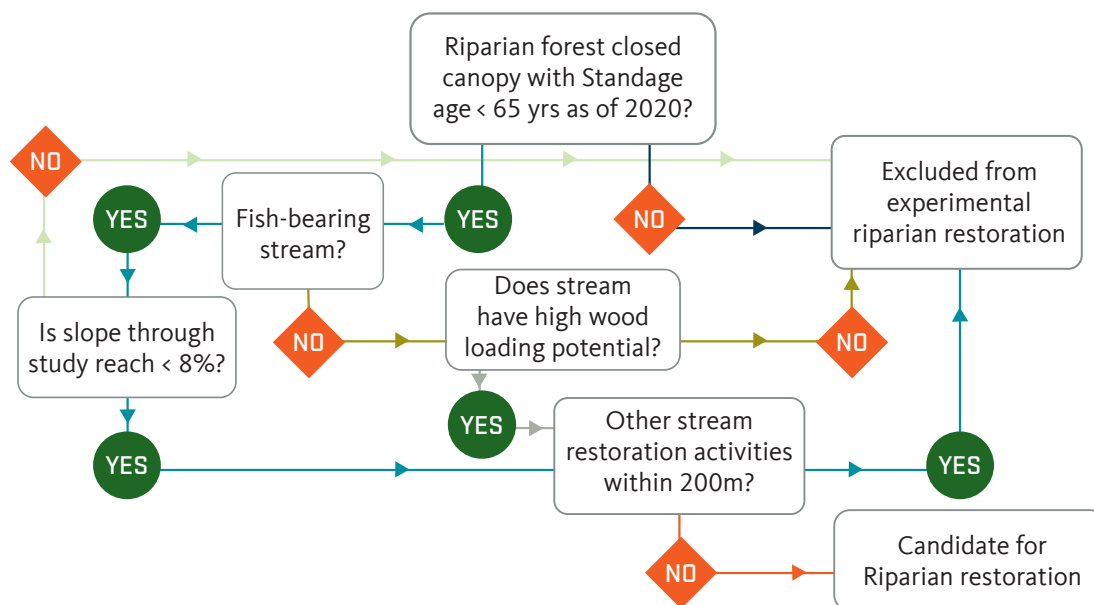 Riparian forest closed
canopy with Standage
age < 65 yrs as of 2020?
NO
YES
Fish-bearing
stream?
YES
NO
Excluded from
experimental
riparian restoration
Is slope through
study reach < 8%?
NO
Does stream
have high wood
loading potential?
NO
YES
YES
Other stream
restoration activities
within 200m?
YES
NO
Candidate for
Riparian restoration